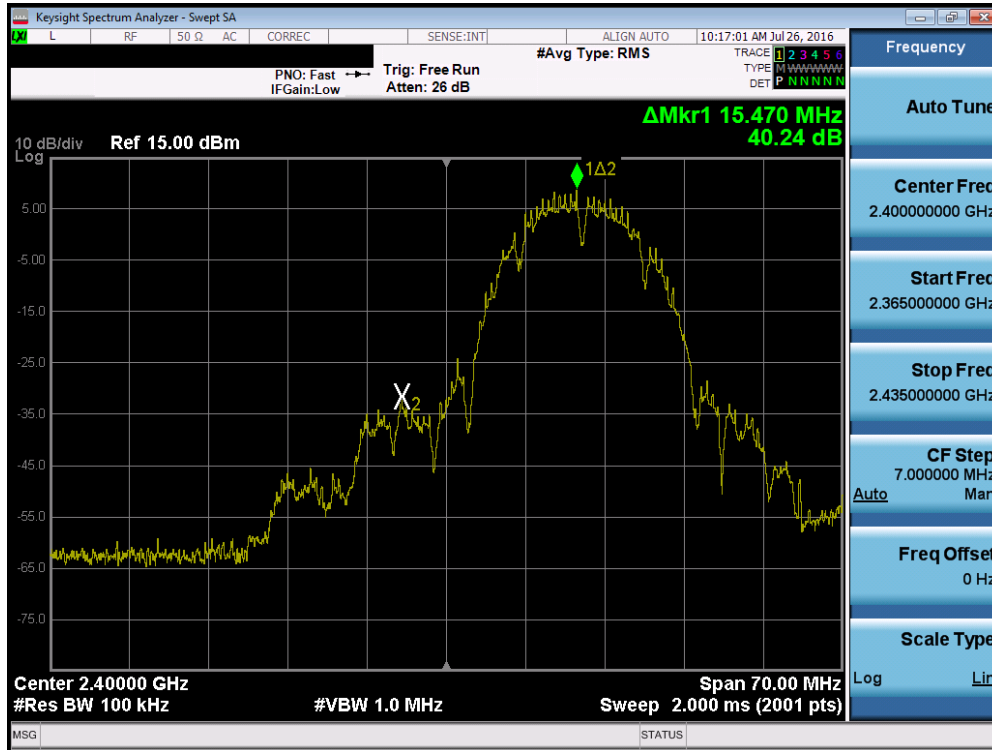 Keysight Spectrum Analyzer - Swept SA
LXI L RF 50 Ω AC CORREC SENSE:INT ALIGN AUTO 10:17:01 AM Jul 26, 2016
#Avg Type: RMS
TRACE 1 2 3 4 5 6
TYPE M W W W W W
DET P N N N N N
PNO: Fast Trig: Free Run
IFGain:Low Atten: 26 dB
ΔMkr1 15.470 MHz
40.24 dB
10 dB/div Ref 15.00 dBm
Log
1Δ2
5.00
-5.00
-15.0
-25.0
X2
-35.0
-45.0
-55.0
-65.0
-75.0
Center 2.40000 GHz Span 70.00 MHz
#Res BW 100 kHz #VBW 1.0 MHz Sweep 2.000 ms (2001 pts)
MSG STATUS
Frequency
Auto Tune
Center Freq
2.400000000 GHz
Start Freq
2.365000000 GHz
Stop Freq
2.435000000 GHz
CF Step
7.000000 MHz
Auto Man
Freq Offset
0 Hz
Scale Type
Log Lin